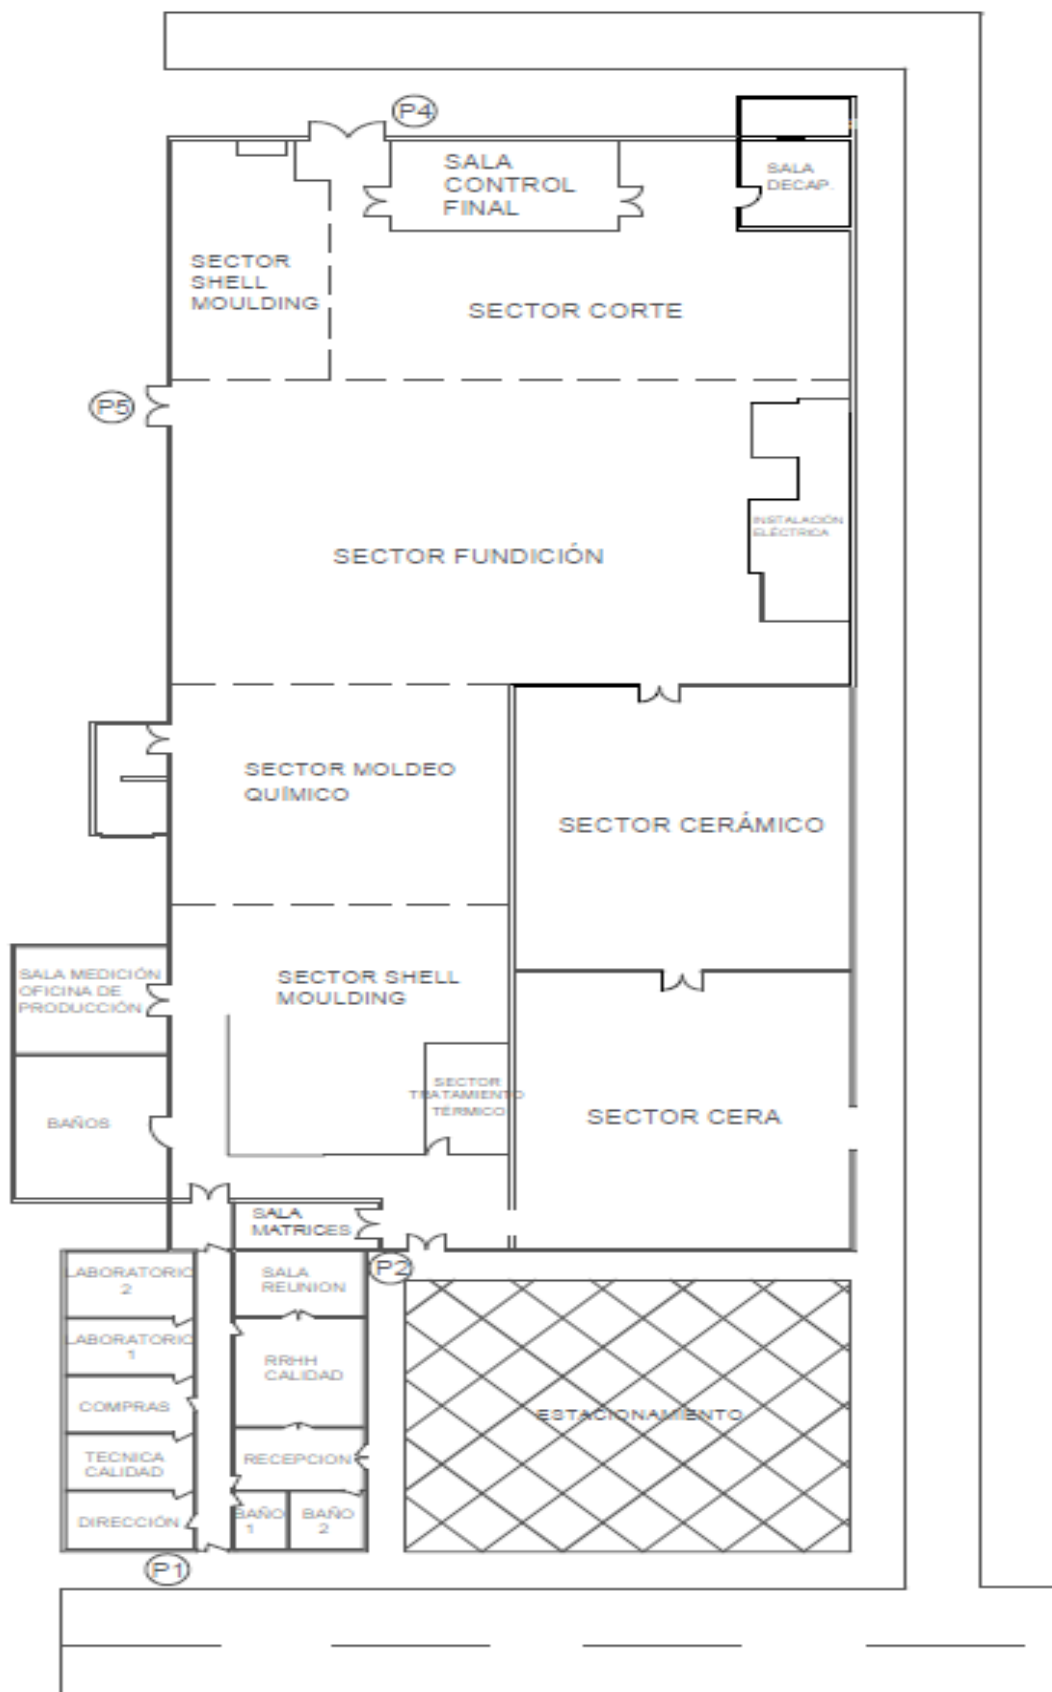 P4
SALA
CONTROL
FINAL
SALA
DECAP.
SECTOR
SHELL
MOULDING
SECTOR CORTE
P5
INSTALACIÓN
ELÉCTRICA
SECTOR FUNDICIÓN
SECTOR MOLDEO
QUÍMICO
SECTOR CERÁMICO
SALA MEDICIÓN
OFICINA DE
PRODUCCIÓN
SECTOR SHELL
MOULDING
SECTOR
TRATAMIENTO
TÉRMICO
BAÑOS
SECTOR CERA
SALA
MATRICES
P2
LABORATORIO
2
SALA
REUNION
LABORATORIO
1
RRHH
CALIDAD
COMPRAS
ESTACIONAMIENTO
TECNICA
CALIDAD
RECEPCION
DIRECCIÓN
BAÑO
1
BAÑO
2
P1